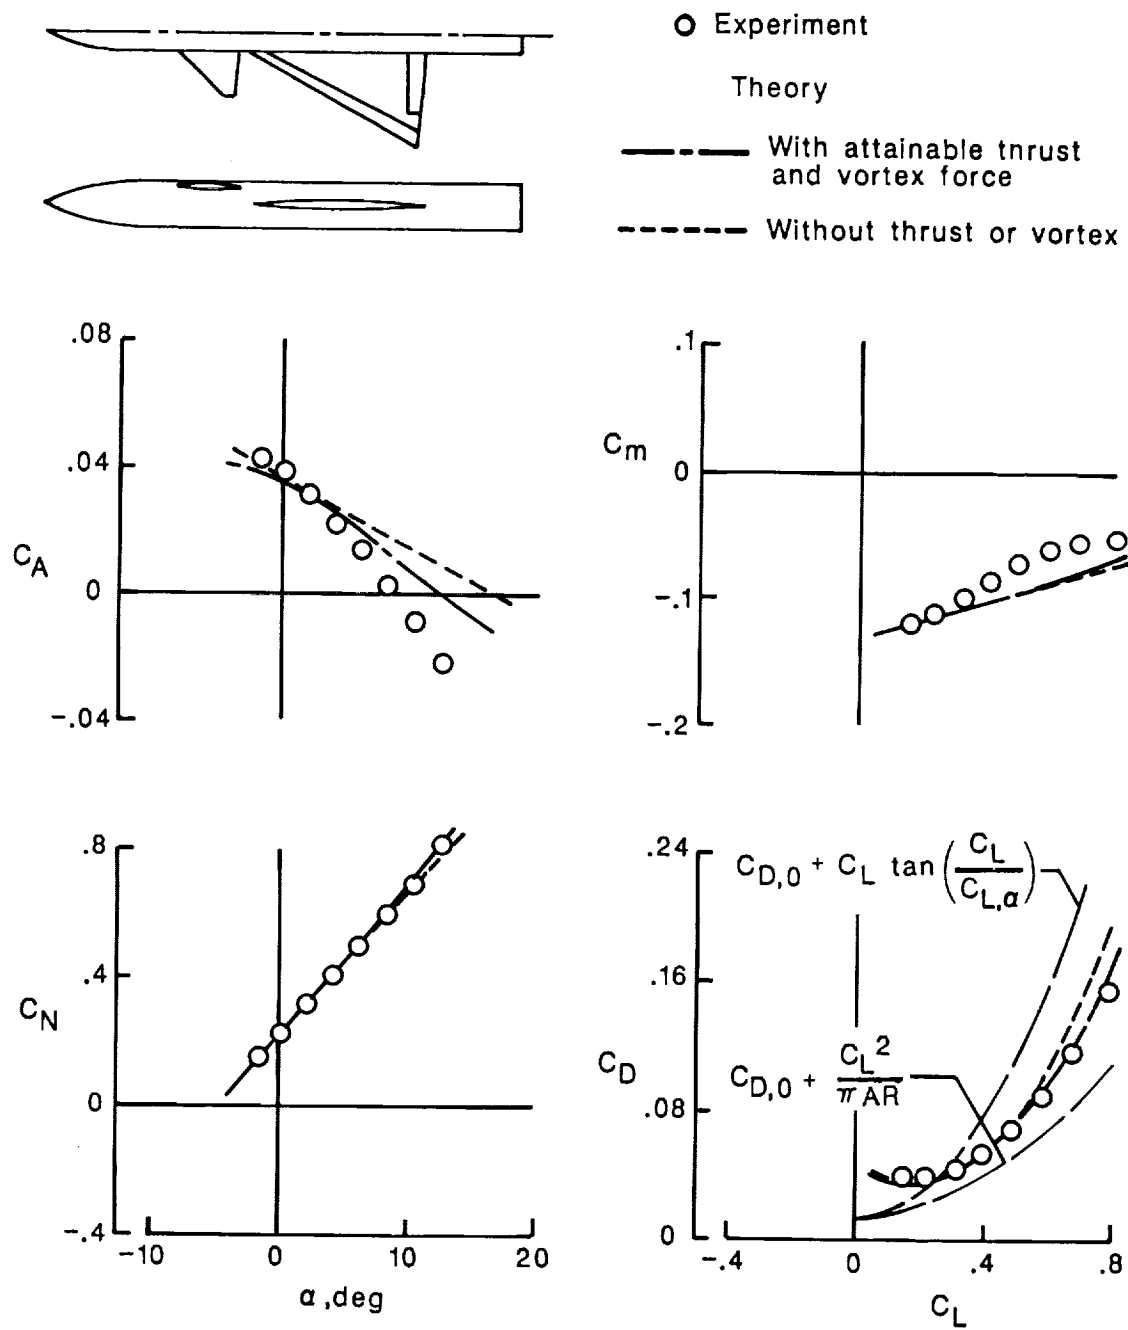 Experiment
Theory
With attainable tnrust
and vortex force
Without thrust or vortex
.08
.04
0
-.04
C_A
.1
0
-.1
-.2
C_m
.8
.4
0
-.4
C_N
-10 0 10 20
α,deg
.24
.16
.08
0
C_D
C_D,0 + C_L tan(C_L/C_L,α)
C_D,0 + C_L²/πAR
-.4 0 .4 .8
C_L